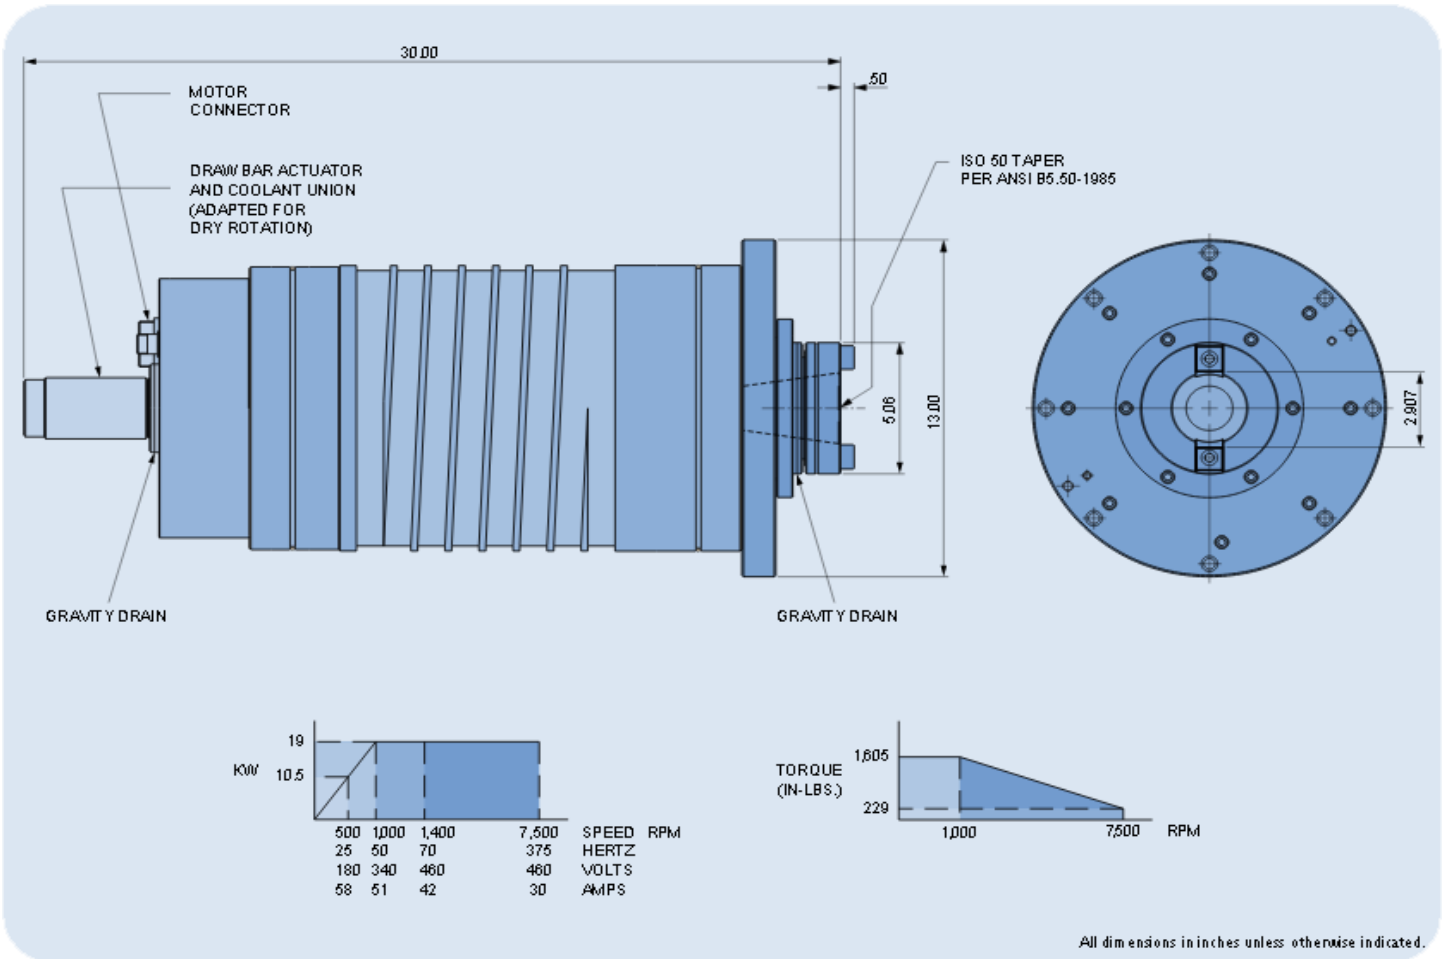 30.00
.50
MOTOR
CONNECTOR
DRAW BAR ACTUATOR
AND COOLANT UNION
(ADAPTED FOR
DRY ROTATION)
ISO 50 TAPER
PER ANSI B5.50-1985
5.06
13.00
2.907
GRAVITY DRAIN
GRAVITY DRAIN
19
KW
10.5
500 1,000 1,400 7,500 SPEED RPM
25 50 70 375 HERTZ
180 340 460 460 VOLTS
58 51 42 30 AMPS
1,605
TORQUE
(IN-LBS.)
229
1,000 7,500 RPM
All dimensions in inches unless otherwise indicated.